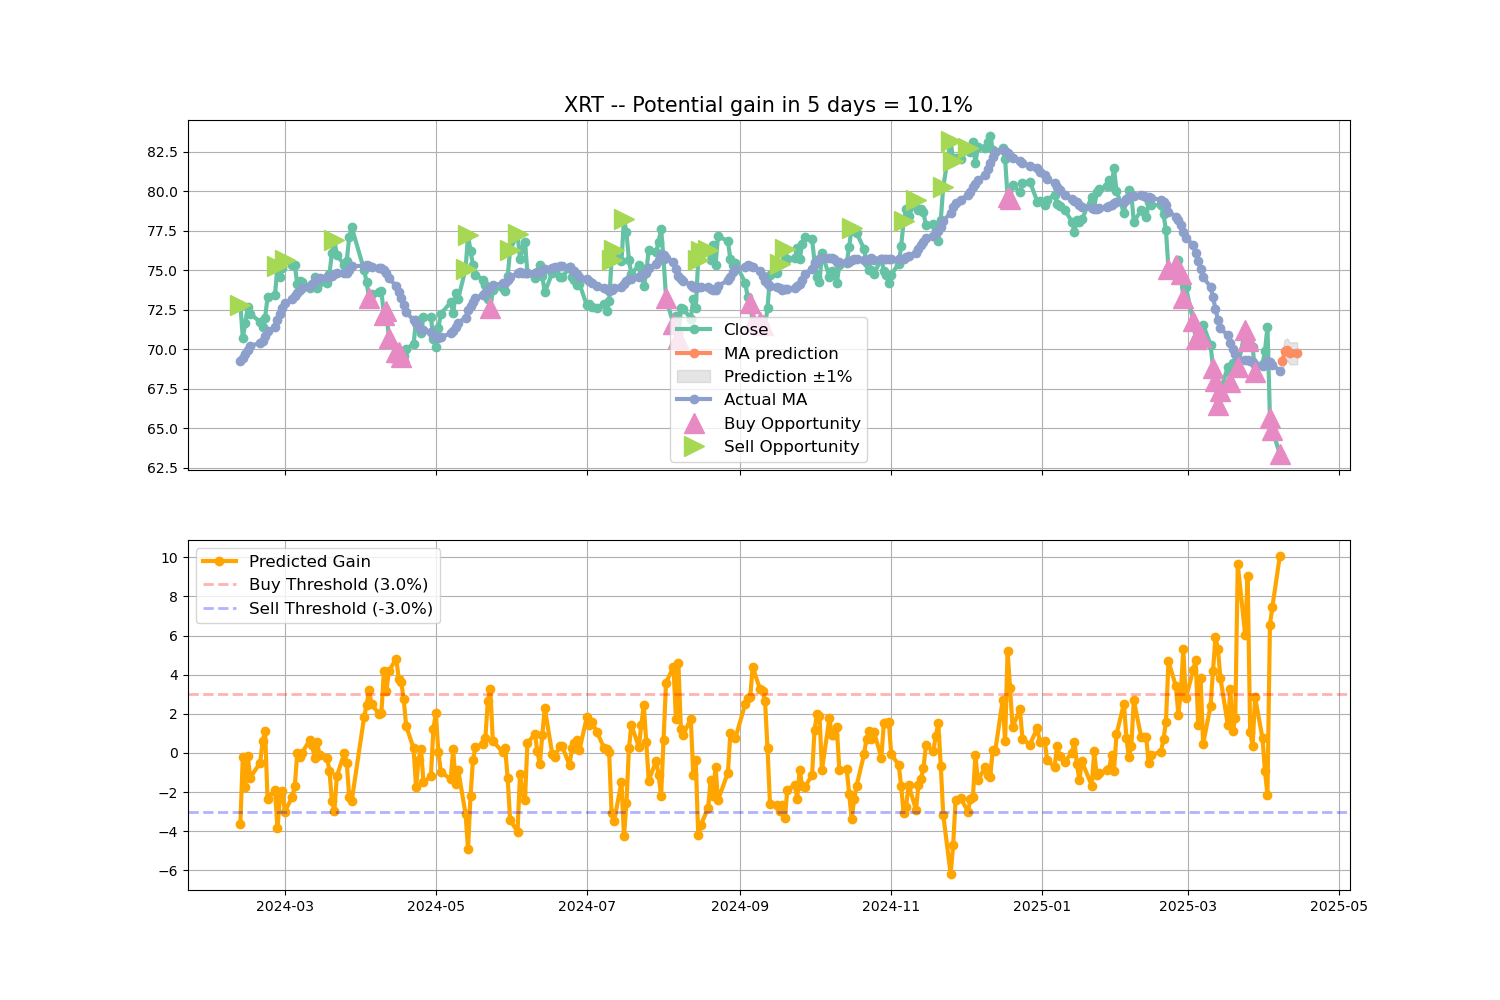 XRT -- Potential gain in 5 days = 10.1%
82.5
80.0
77.5
75.0
72.5
70.0
67.5
65.0
62.5
Close
MA prediction
Prediction ±1%
Actual MA
Buy Opportunity
Sell Opportunity
10
8
6
4
2
0
−2
−4
−6
Predicted Gain
Buy Threshold (3.0%)
Sell Threshold (-3.0%)
2024-03 2024-05 2024-07 2024-09 2024-11 2025-01 2025-03 2025-05